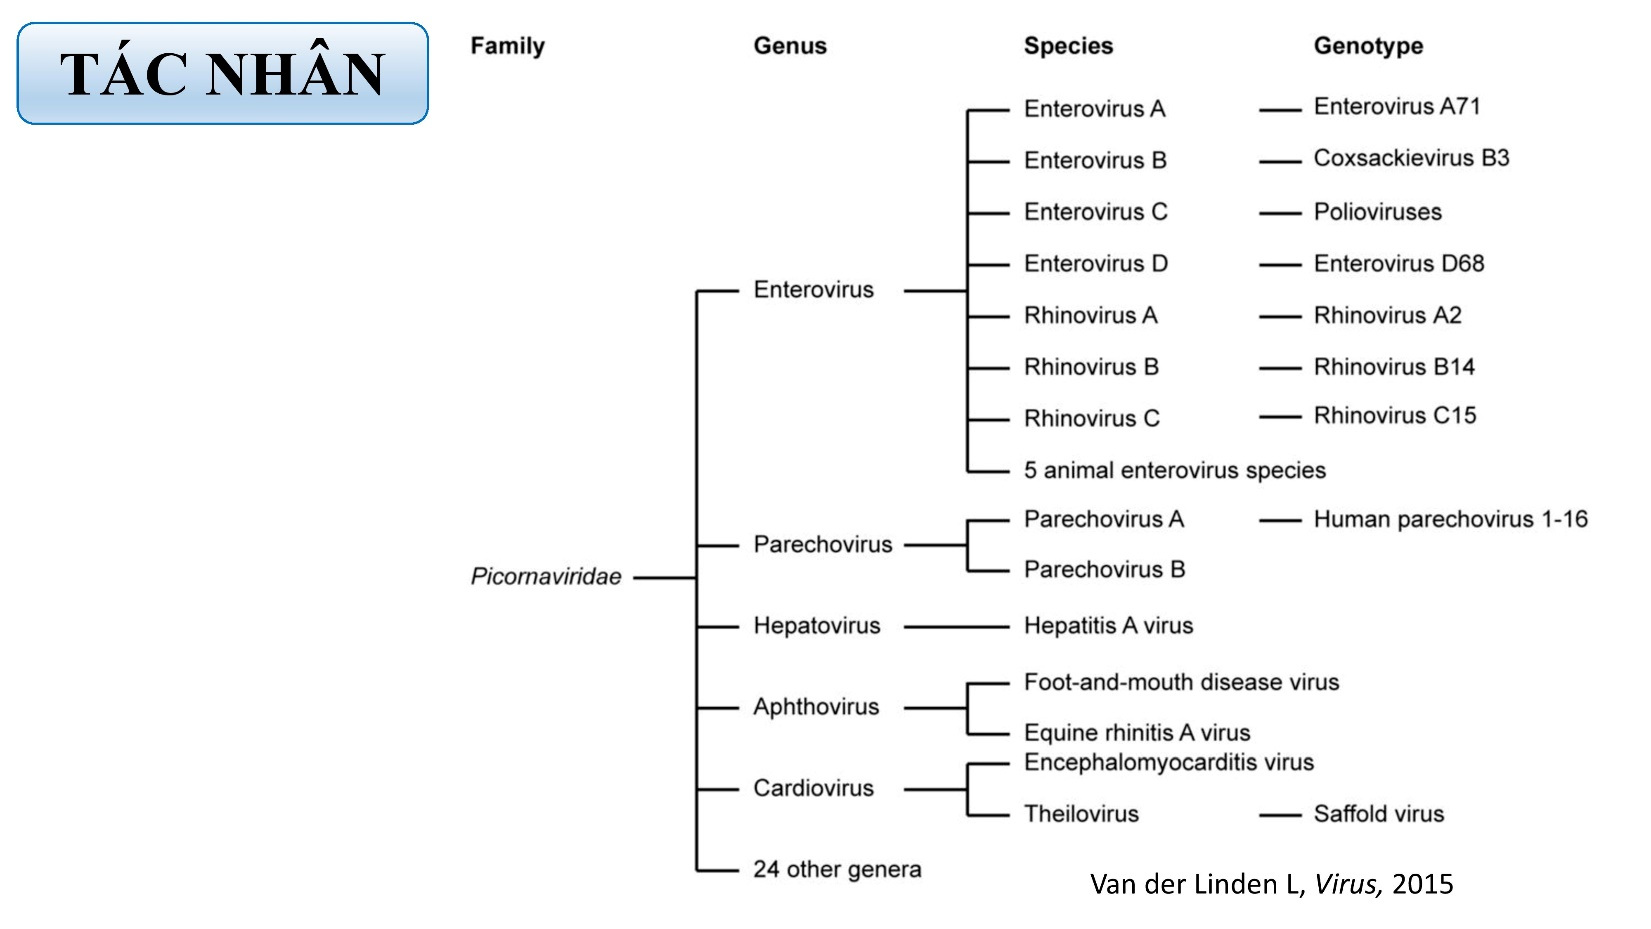 TÁC NHÂN
Family Genus Species Genotype
Enterovirus A Enterovirus A71
Enterovirus B Coxsackievirus B3
Enterovirus C Polioviruses
Enterovirus D Enterovirus D68
Enterovirus
Rhinovirus A Rhinovirus A2
Rhinovirus B Rhinovirus B14
Rhinovirus C Rhinovirus C15
5 animal enterovirus species
Parechovirus A Human parechovirus 1-16
Parechovirus
Parechovirus B
Picornaviridae
Hepatovirus Hepatitis A virus
Foot-and-mouth disease virus
Aphthovirus
Equine rhinitis A virus
Encephalomyocarditis virus
Cardiovirus
Theilovirus Saffold virus
24 other genera
Van der Linden L, Virus, 2015